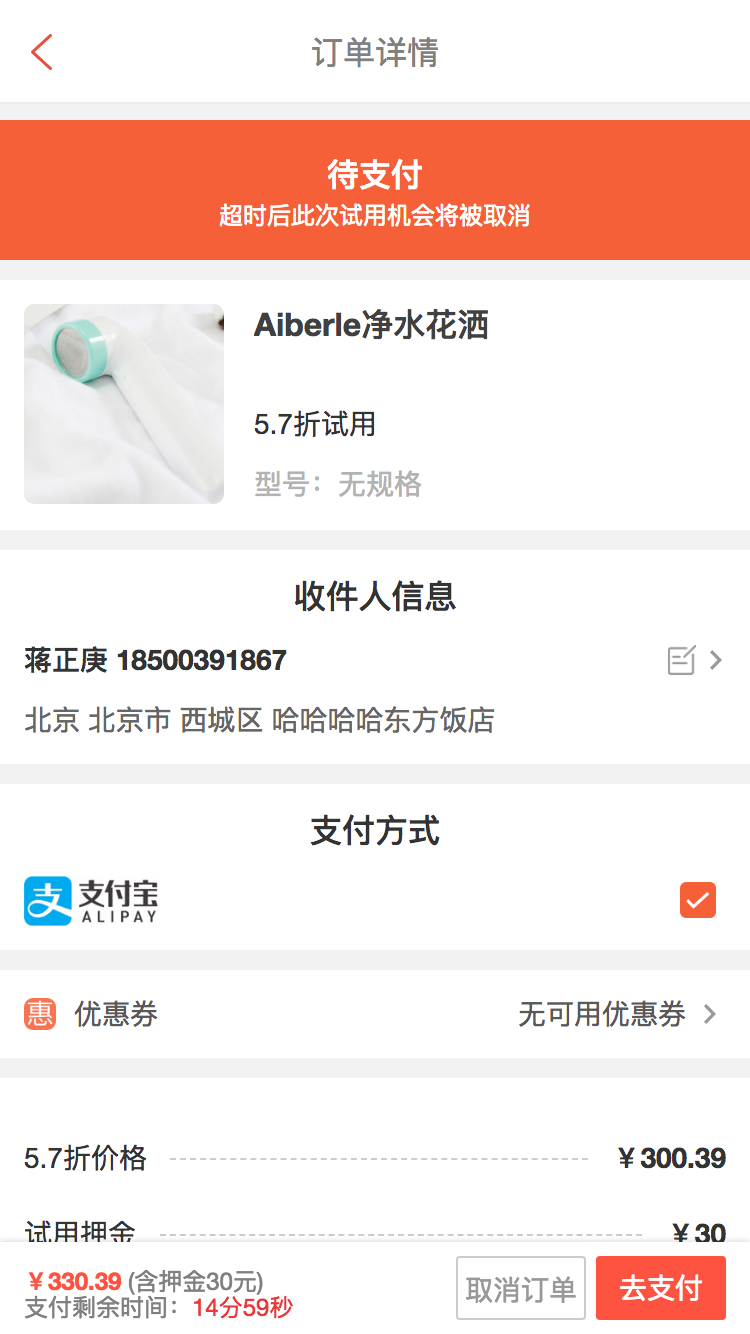 订单详情
待支付
超时后此次试用机会将被取消
Aiberle净水花洒
5.7折试用
型号：无规格
收件人信息
蒋正庚 18500391867
北京 北京市 西城区 哈哈哈哈东方饭店
支付方式
支 支付宝
ALIPAY
惠 优惠券 无可用优惠券
5.7折价格 ¥300.39
试用押金 ¥30
¥330.39 (含押金30元)
支付剩余时间：14分59秒
取消订单 去支付